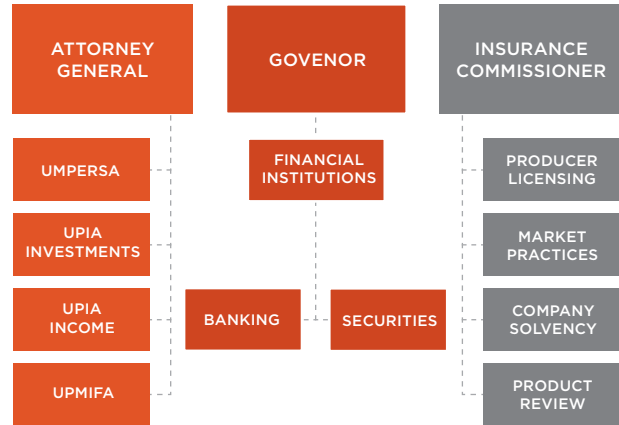 ATTORNEY
GENERAL
UMPERSA
UPIA
INVESTMENTS
UPIA
INCOME
UPMIFA
GOVENOR
FINANCIAL
INSTITUTIONS
BANKING
SECURITIES
INSURANCE
COMMISSIONER
PRODUCER
LICENSING
MARKET
PRACTICES
COMPANY
SOLVENCY
PRODUCT
REVIEW